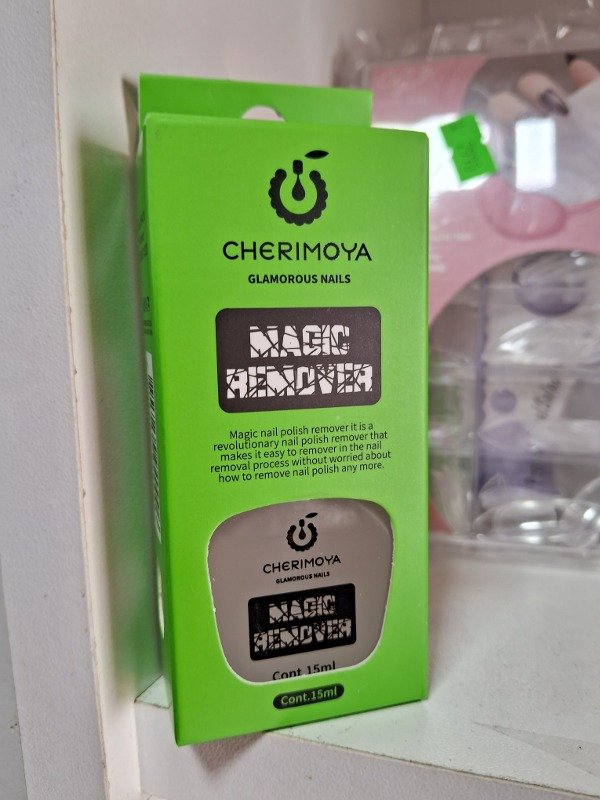 CHERIMOYA
GLAMOROUS NAILS
MAGIC
REMOVER
Magic nail polish remover it is a
revolutionary nail polish remover that
makes it easy to remover in the nail
removal process without worried about
how to remove nail polish any more.
CHERIMOYA
GLAMOROUS NAILS
MAGIC
REMOVER
Cont.15ml
Cont.15ml